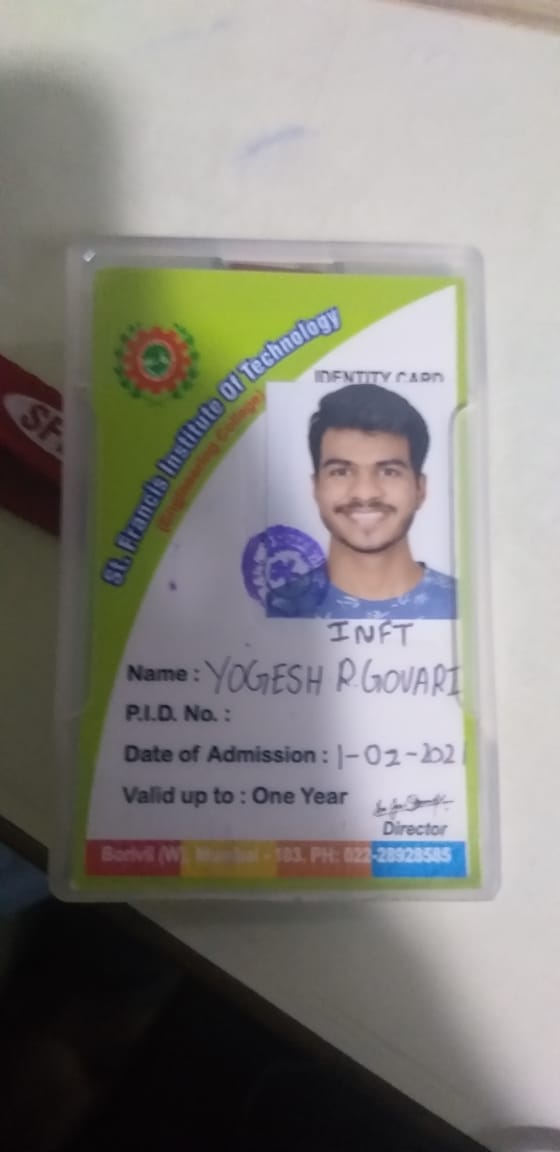 St. Francis Institute Of Technology
(Engineering College)
IDENTITY CARD
INFT
Name : YOGESH R. GOVARI
P.I.D. No. :
Date of Admission : 1-02-2021
Valid up to : One Year
Director
Borivli (W), Mumbai - 103. PH: 022-28928585